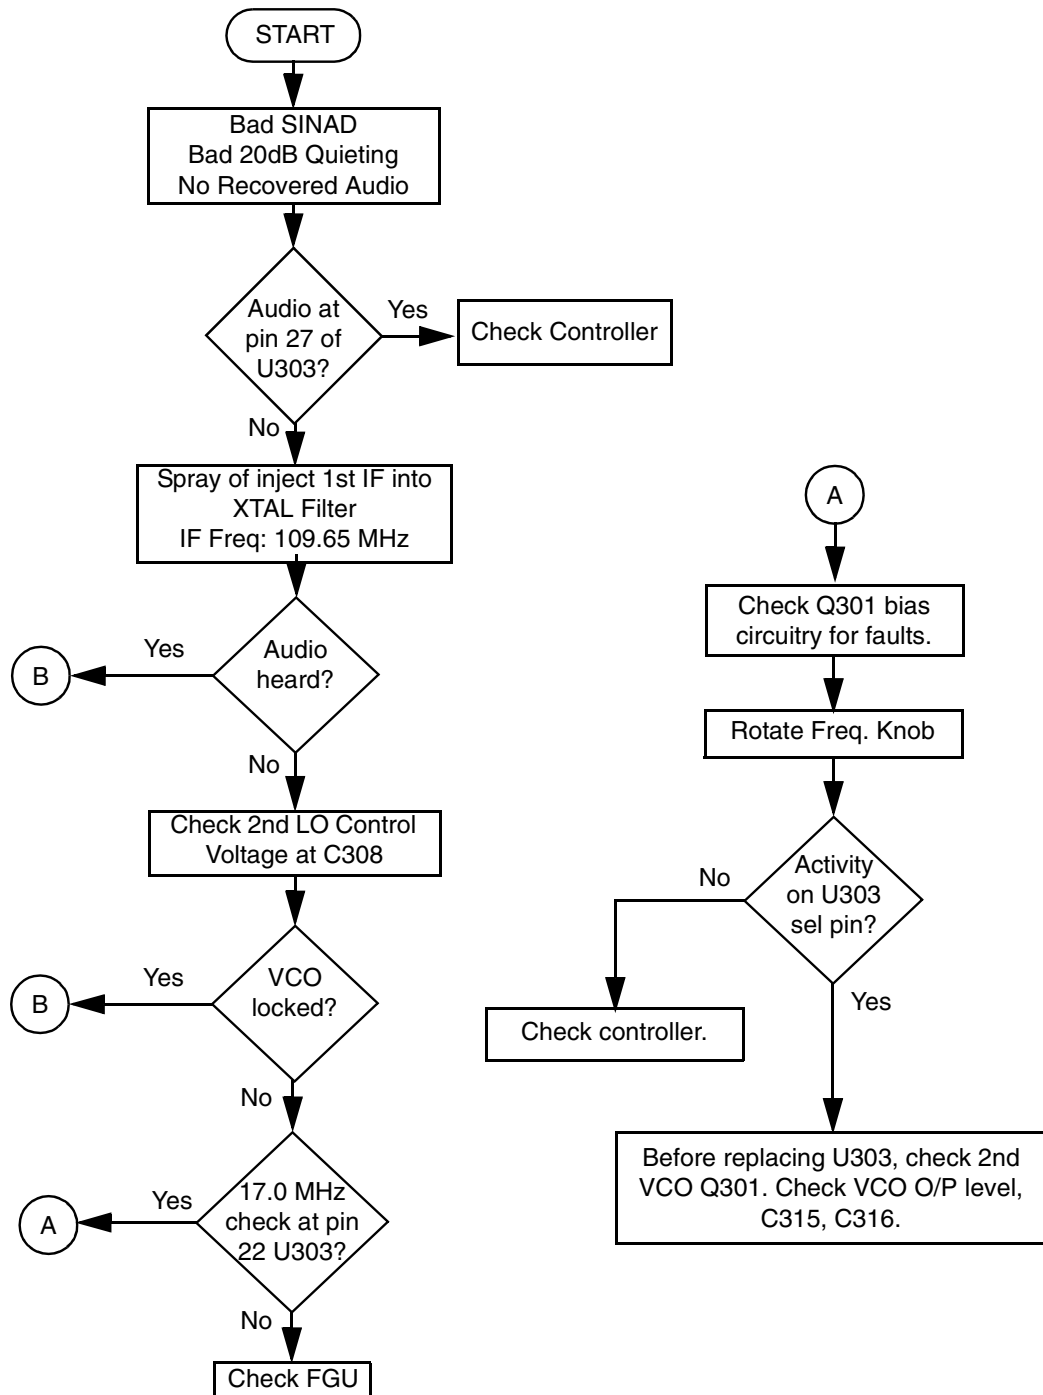 START
Bad SINAD
Bad 20dB Quieting
No Recovered Audio
Audio at
pin 27 of
U303?
Yes
Check Controller
No
Spray of inject 1st IF into
XTAL Filter
IF Freq: 109.65 MHz
Audio
heard?
Yes
B
No
Check 2nd LO Control
Voltage at C308
VCO
locked?
Yes
B
No
17.0 MHz
check at pin
22 U303?
Yes
A
No
Check FGU
A
Check Q301 bias
circuitry for faults.
Rotate Freq. Knob
Activity
on U303
sel pin?
No
Check controller.
Yes
Before replacing U303, check 2nd
VCO Q301. Check VCO O/P level,
C315, C316.